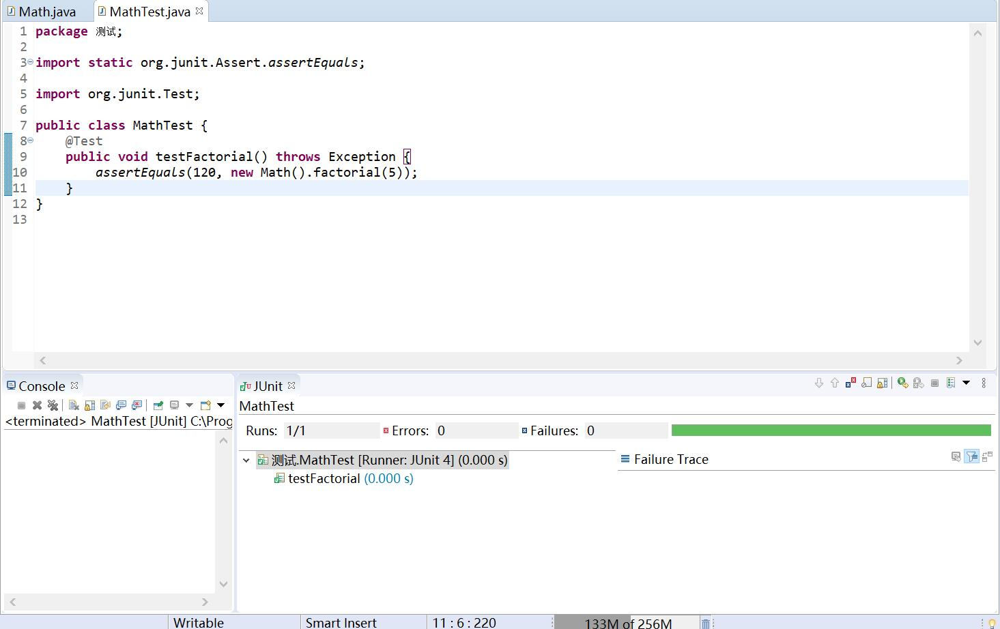 Math.java
MathTest.java
1 package 测试;
2
3 import static org.junit.Assert.assertEquals;
4
5 import org.junit.Test;
6
7 public class MathTest {
8 @Test
9 public void testFactorial() throws Exception {
10 assertEquals(120, new Math().factorial(5));
11 }
12 }
13
Console
<terminated> MathTest [JUnit] C:\Prog
JUnit
MathTest
Runs: 1/1 Errors: 0 Failures: 0
测试.MathTest [Runner: JUnit 4] (0.000 s)
testFactorial (0.000 s)
Failure Trace
Writable Smart Insert 11 : 6 : 220 133M of 256M